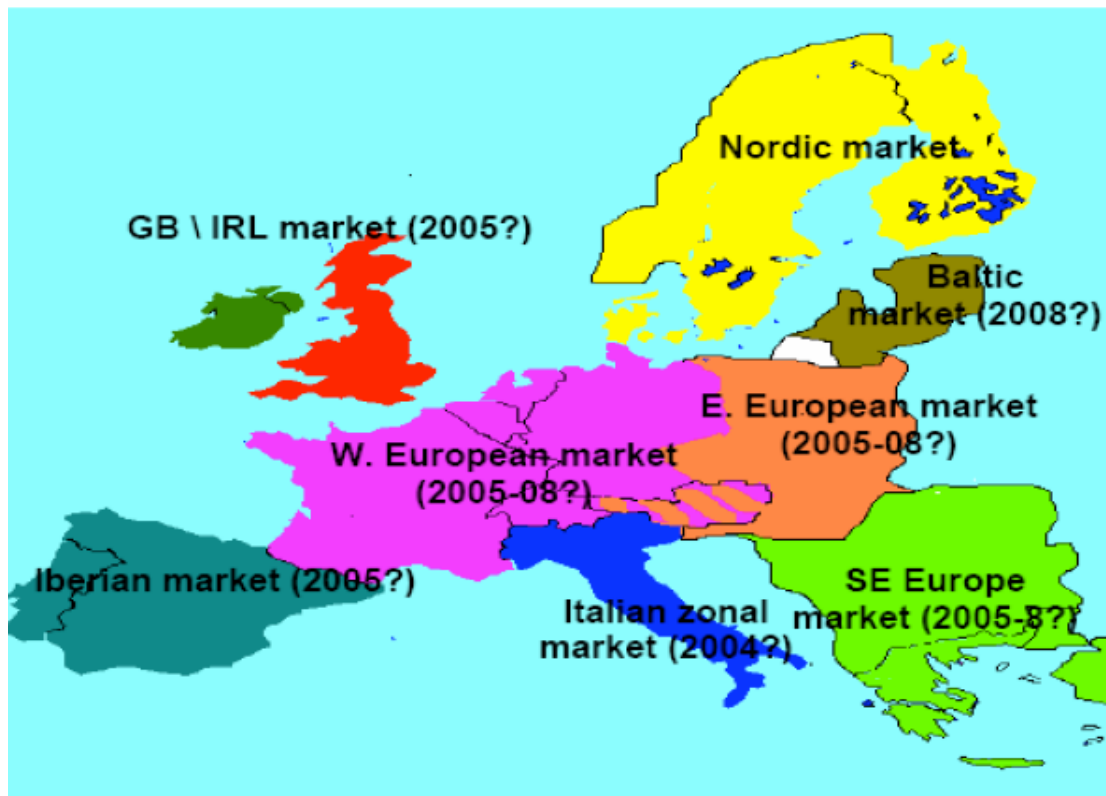 Nordic market
GB \ IRL market (2005?)
Baltic
market (2008?)
E. European market
(2005-08?)
W. European market
(2005-08?)
Iberian market (2005?)
SE Europe
market (2005-8?)
Italian zonal
market (2004?)